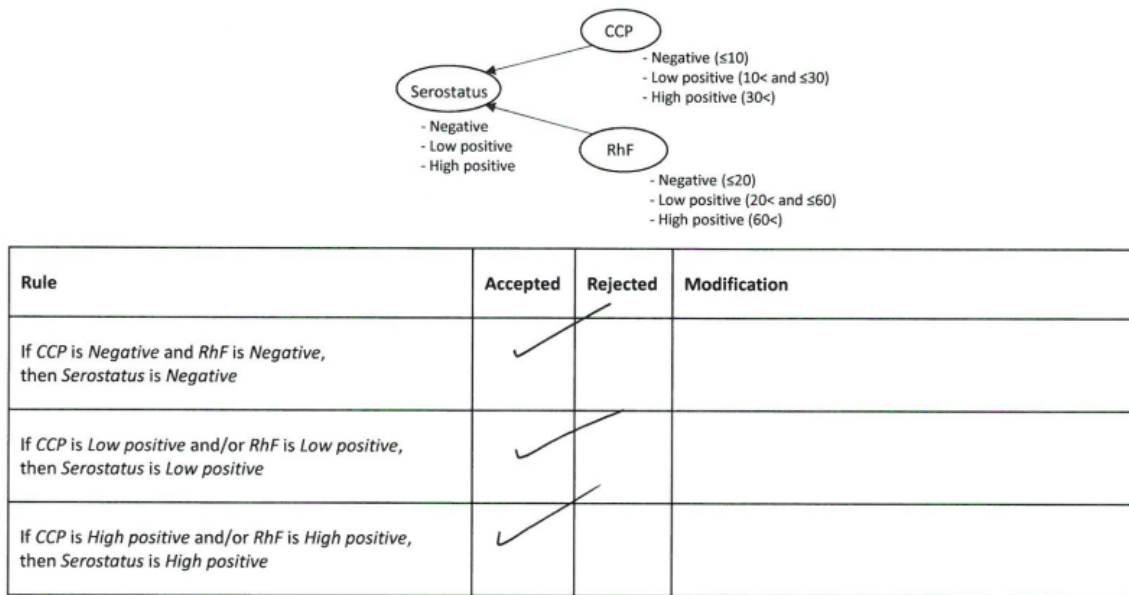 CCP
- Negative (≤10)
- Low positive (10< and ≤30)
- High positive (30<)
Serostatus
- Negative
- Low positive
- High positive
RhF
- Negative (≤20)
- Low positive (20< and ≤60)
- High positive (60<)
Rule Accepted Rejected Modification
If CCP is Negative and RhF is Negative,
then Serostatus is Negative
✓
If CCP is Low positive and/or RhF is Low positive,
then Serostatus is Low positive
✓
If CCP is High positive and/or RhF is High positive,
then Serostatus is High positive
✓